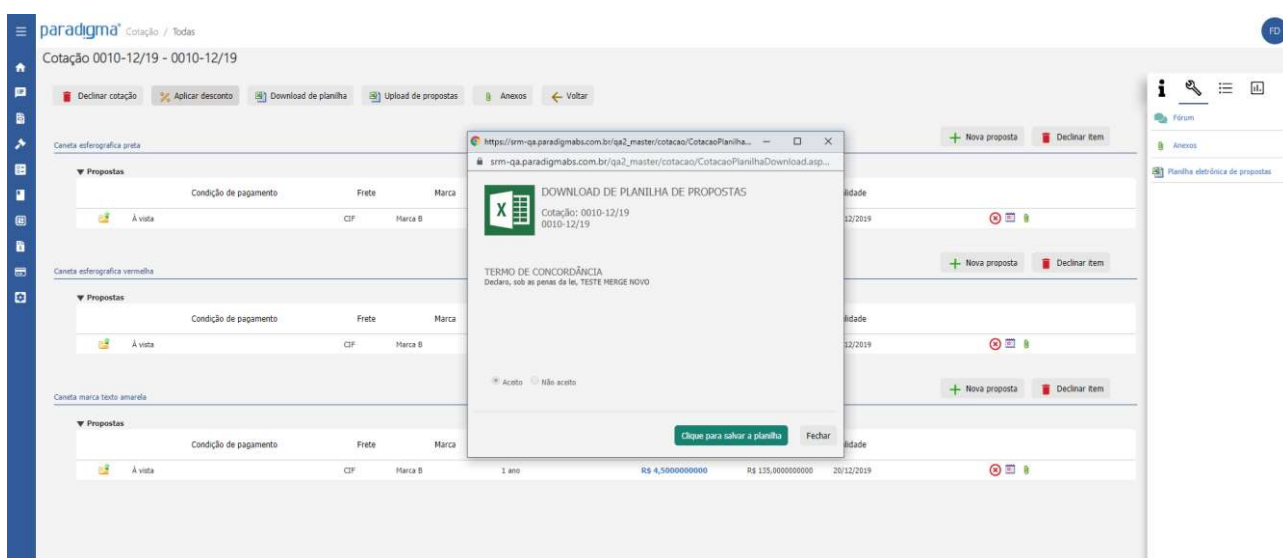 paradigma Cotação / Todas
FD
Cotação 0010-12/19 - 0010-12/19
Declinar cotação Aplicar desconto Download de planilha Upload de propostas Anexos Voltar
Fórum
Anexos
Planilha eletrônica de propostas
Caneta esferografica preta
Nova proposta Declinar item
Propostas
Condição de pagamento Frete Marca
À vista CIF Marca B
Caneta esferografica vermelha
Nova proposta Declinar item
Propostas
Condição de pagamento Frete Marca
À vista CIF Marca B 12/2019
Caneta marca texto amarela
Nova proposta Declinar item
Propostas
Condição de pagamento Frete Marca
À vista CIF Marca B 1 ano R$ 4,5000000000 R$ 135,0000000000 20/12/2019
https://srm-qa.paradigmabs.com.br/qa2_master/cotacao/CotacaoPlanilha...
srm-qa.paradigmabs.com.br/qa2_master/cotacao/CotacaoPlanilhaDownload.asp...
DOWNLOAD DE PLANILHA DE PROPOSTAS
Cotação: 0010-12/19
0010-12/19
TERMO DE CONCORDÂNCIA
Declaro, sob as penas da lei, TESTE MERGE NOVO
Aceito Não aceito
Clique para salvar a planilha Fechar